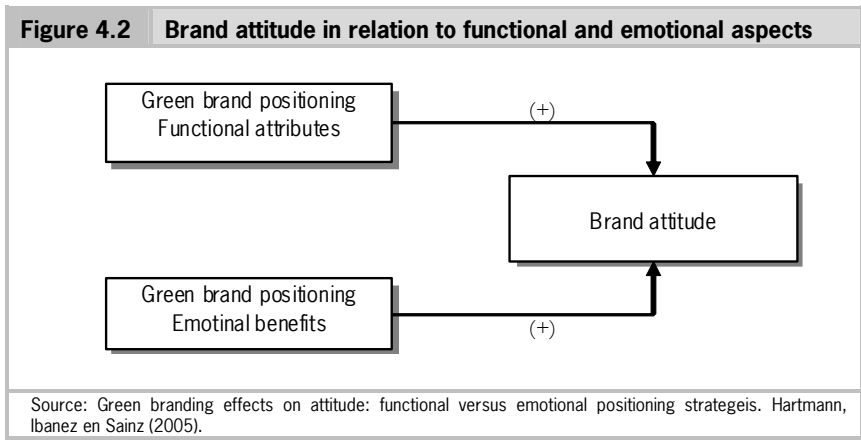 Figure 4.2 Brand attitude in relation to functional and emotional aspects
Green brand positioning
Functional attributes
(+)
Brand attitude
Green brand positioning
Emotinal benefits
(+)
Source: Green branding effects on attitude: functional versus emotional positioning strategeis. Hartmann,
Ibanez en Sainz (2005).